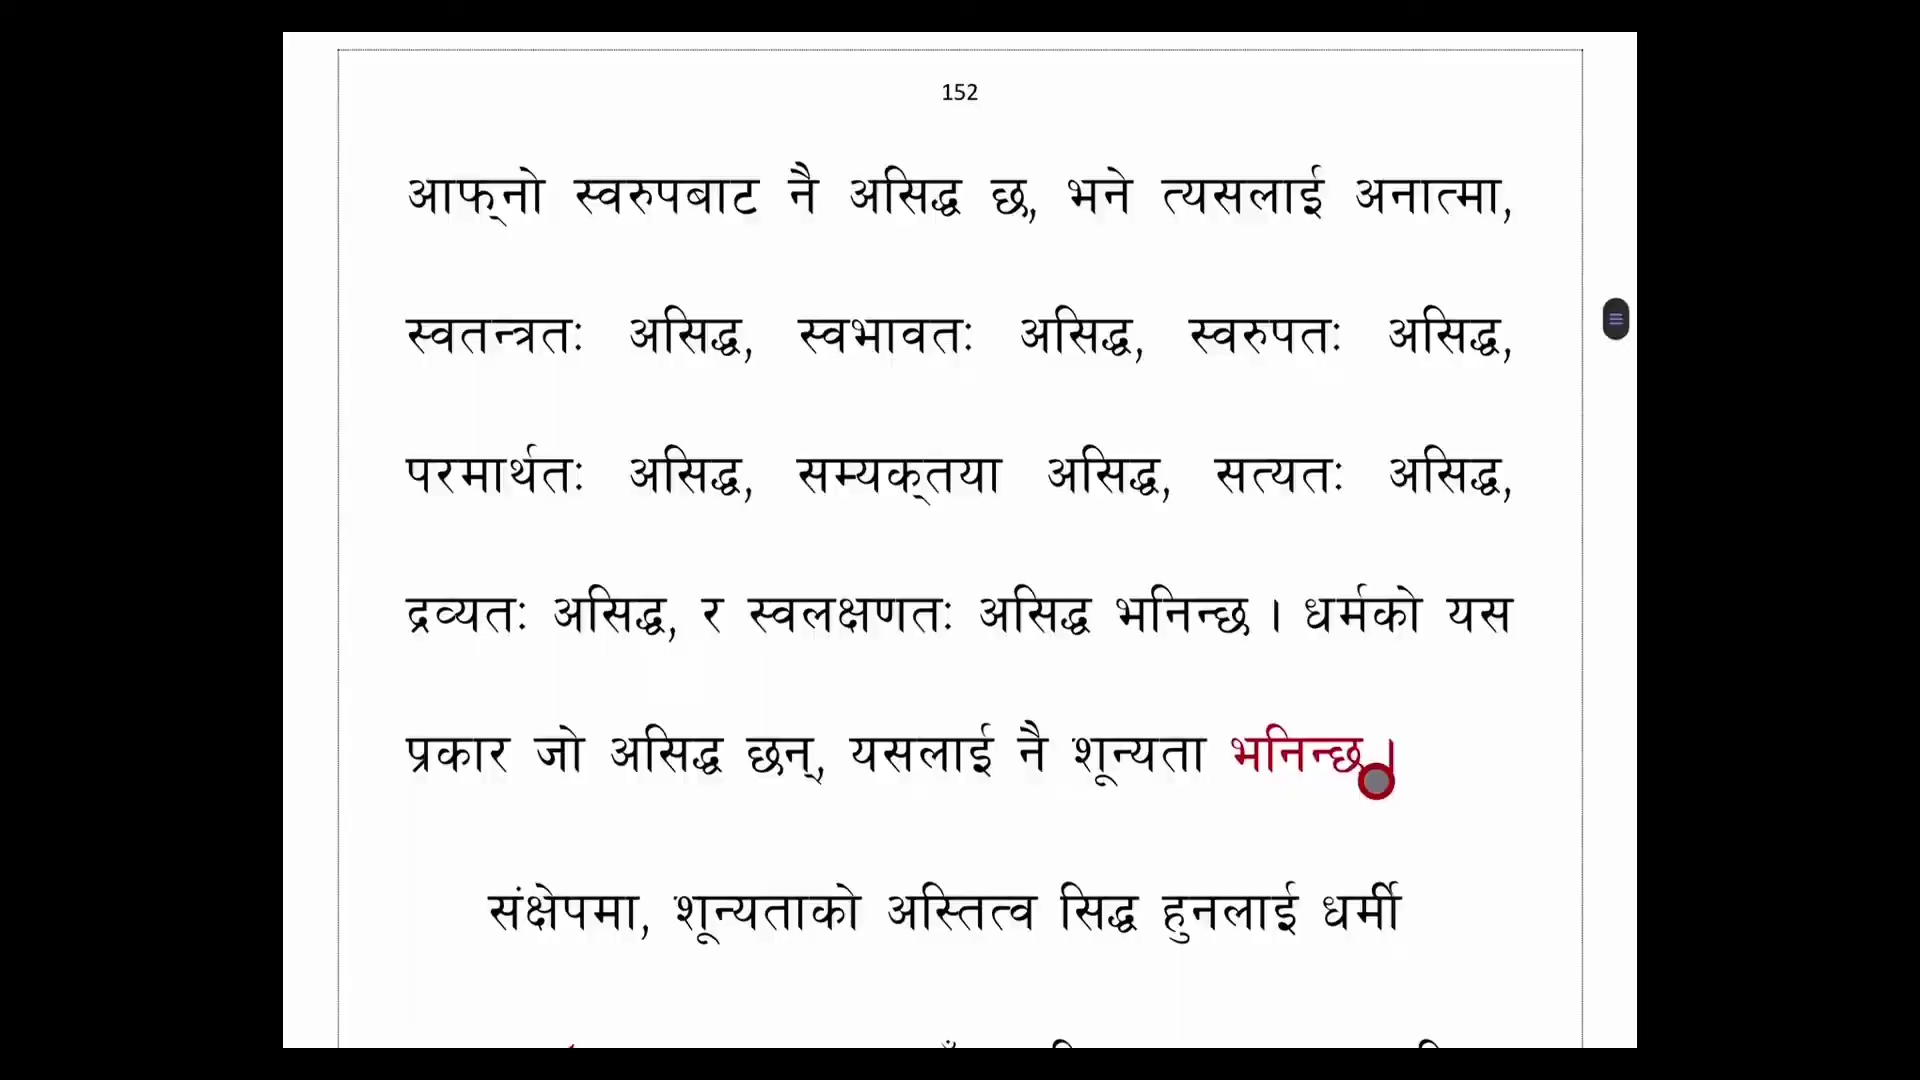 152
आफ्‌नो स्वरुपबाट नै असिद्ध छ, भने त्यसलाई अनात्मा,
स्वतन्त्रतः असिद्ध, स्वभावतः असिद्ध, स्वरुपतः असिद्ध,
परमार्थतः असिद्ध, सम्यक्‌तया असिद्ध, सत्यतः असिद्ध,
द्रव्यतः असिद्ध, र स्वलक्षणतः असिद्ध भनिन्छ । धर्मको यस
प्रकार जो असिद्ध छन्, यसलाई नै शून्यता भनिन्छ ।
संक्षेपमा, शून्यताको अस्तित्व सिद्ध हुनलाई धर्मी